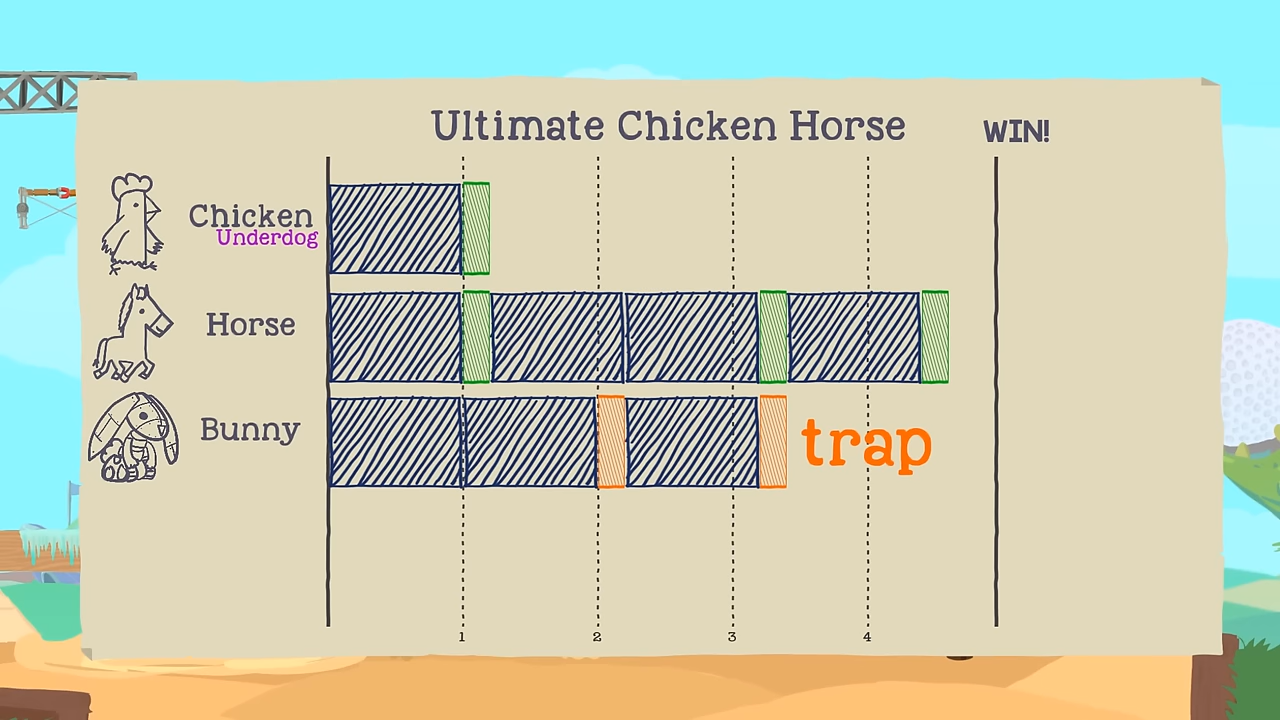 Ultimate Chicken Horse
WIN!
Chicken
Underdog
Horse
Bunny
trap
1 2 3 4